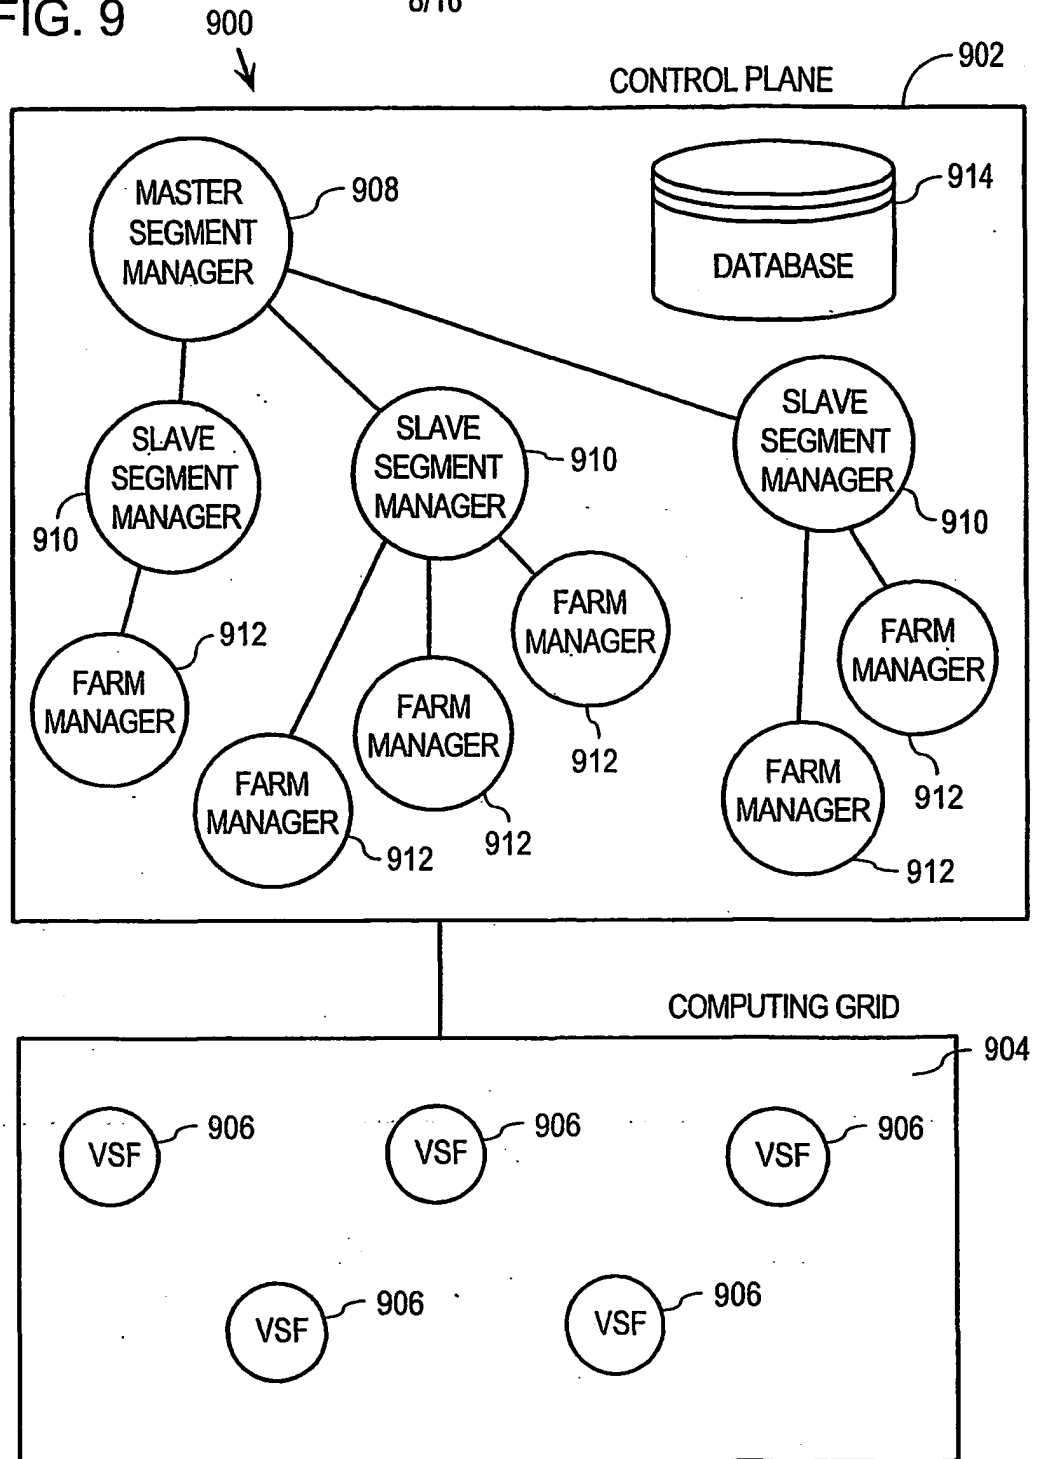 FIG. 9
900
8/16
CONTROL PLANE
902
MASTER
SEGMENT
MANAGER
908
914
DATABASE
SLAVE
SEGMENT
MANAGER
910
SLAVE
SEGMENT
MANAGER
910
SLAVE
SEGMENT
MANAGER
910
FARM
MANAGER
912
FARM
MANAGER
912
FARM
MANAGER
912
FARM
MANAGER
912
FARM
MANAGER
912
FARM
MANAGER
912
COMPUTING GRID
904
VSF
906
VSF
906
VSF
906
VSF
906
VSF
906